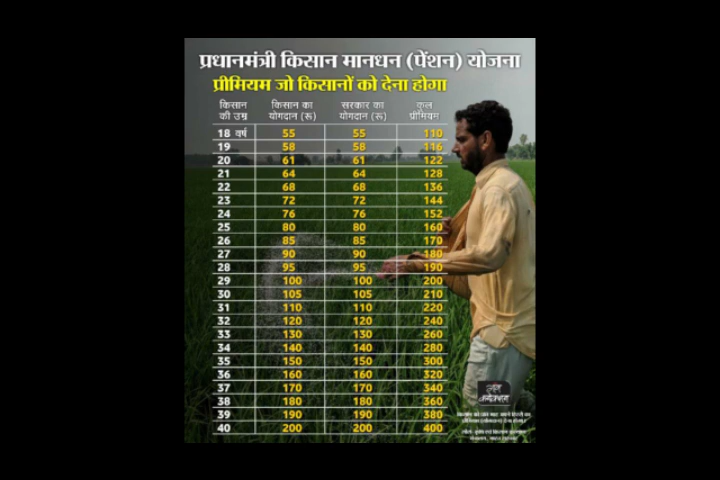 प्रधानमंत्री किसान मानधन (पेंशन) योजना
प्रीमियम जो किसानों को देना होगा
किसान की उम्र किसान का योगदान (रू) सरकार का योगदान (रू) कुल प्रीमियम
18 वर्ष 55 55 110
19 58 58 116
20 61 61 122
21 64 64 128
22 68 68 136
23 72 72 144
24 76 76 152
25 80 80 160
26 85 85 170
27 90 90 180
28 95 95 190
29 100 100 200
30 105 105 210
31 110 110 220
32 120 120 240
33 130 130 260
34 140 140 280
35 150 150 300
36 160 160 320
37 170 170 340
38 180 180 360
39 190 190 380
40 200 200 400